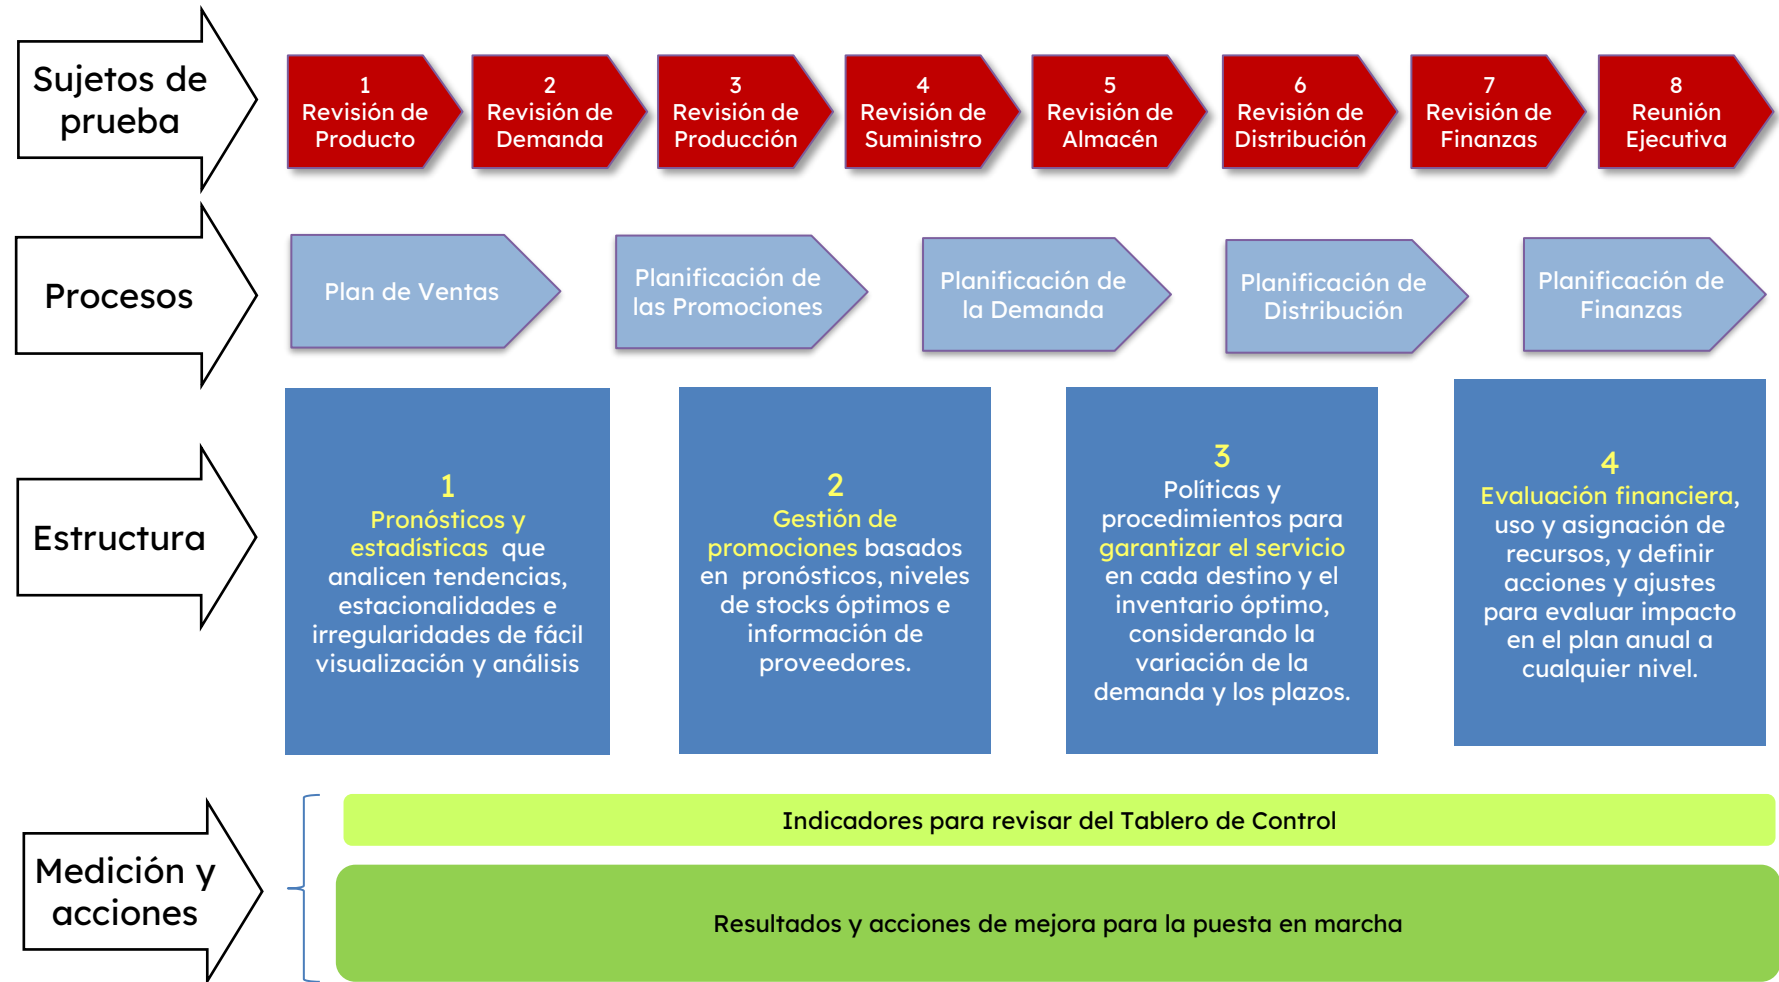 Sujetos de
prueba
1
Revisión de
Producto
2
Revisión de
Demanda
3
Revisión de
Producción
4
Revisión de
Suministro
5
Revisión de
Almacén
6
Revisión de
Distribución
7
Revisión de
Finanzas
8
Reunión
Ejecutiva
Procesos
Plan de Ventas
Planificación de
las Promociones
Planificación de
la Demanda
Planificación de
Distribución
Planificación de
Finanzas
Estructura
1
Pronósticos y
estadísticas que
analicen tendencias,
estacionalidades e
irregularidades de fácil
visualización y análisis
2
Gestión de
promociones basados
en pronósticos, niveles
de stocks óptimos e
información de
proveedores.
3
Políticas y
procedimientos para
garantizar el servicio
en cada destino y el
inventario óptimo,
considerando la
variación de la
demanda y los plazos.
4
Evaluación financiera,
uso y asignación de
recursos, y definir
acciones y ajustes
para evaluar impacto
en el plan anual a
cualquier nivel.
Medición y
acciones
Indicadores para revisar del Tablero de Control
Resultados y acciones de mejora para la puesta en marcha